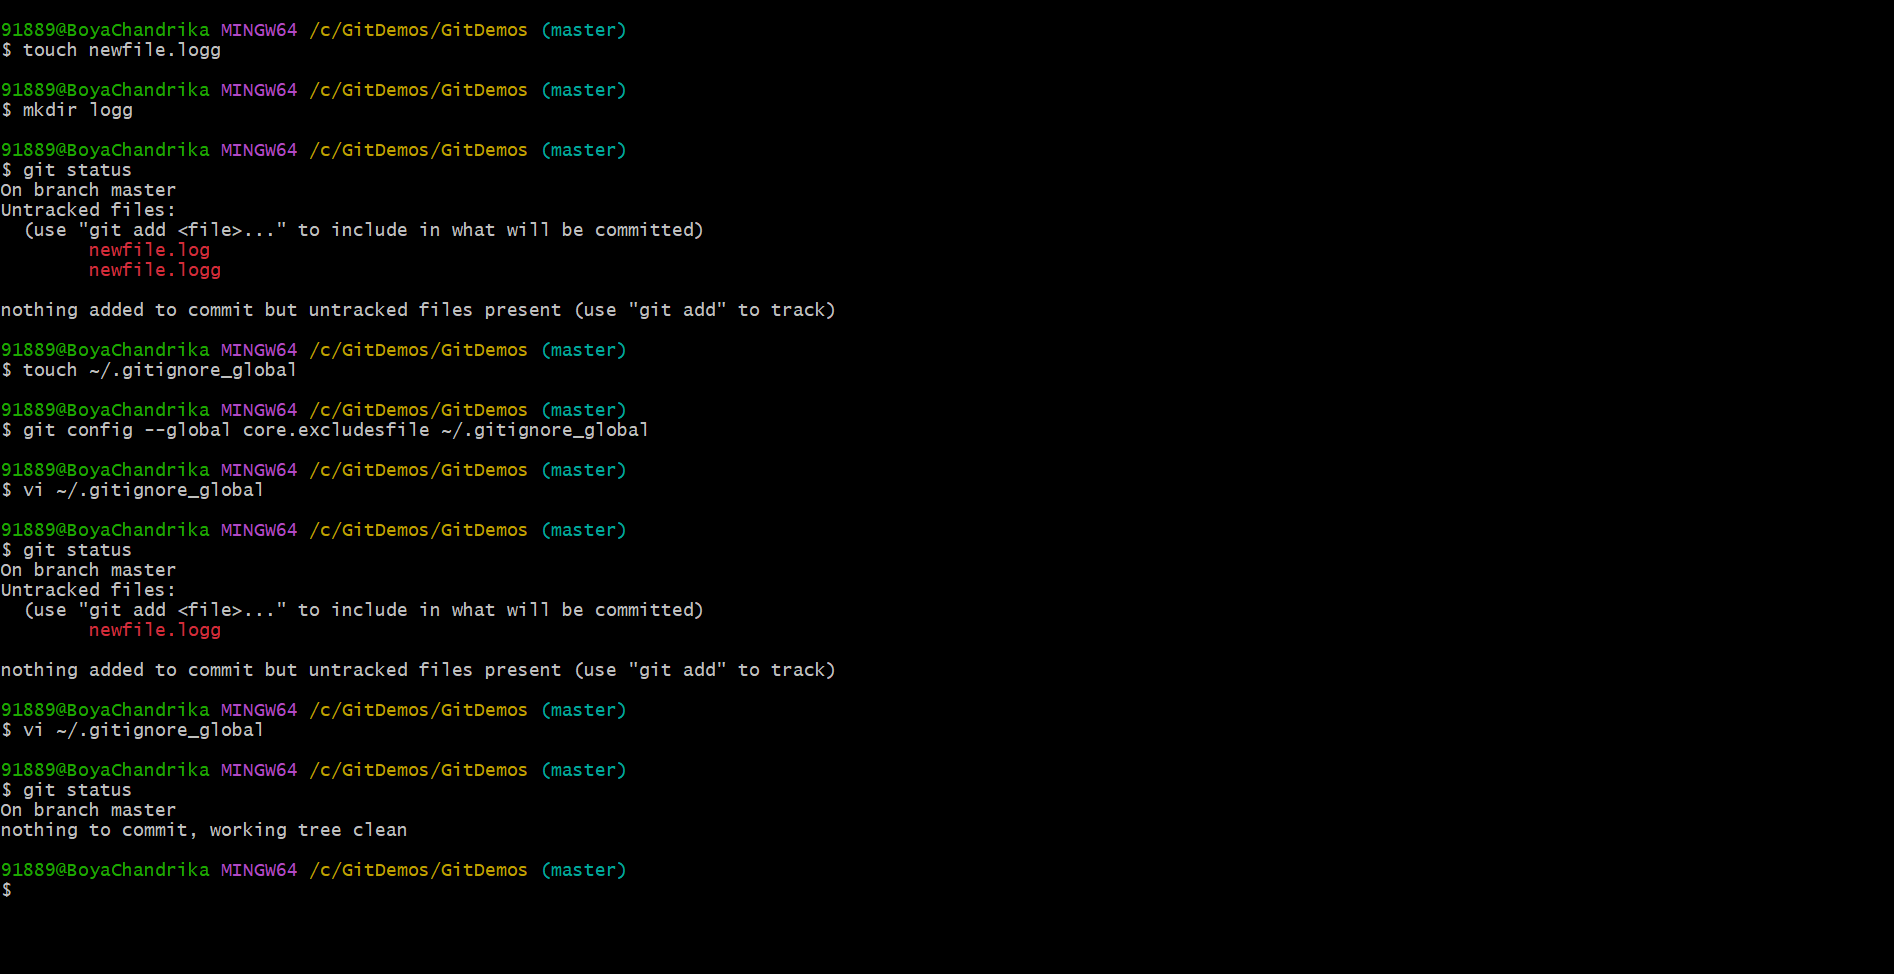 91889@BoyaChandrika MINGW64 /c/GitDemos/GitDemos (master)
$ touch newfile.logg
91889@BoyaChandrika MINGW64 /c/GitDemos/GitDemos (master)
$ mkdir logg
91889@BoyaChandrika MINGW64 /c/GitDemos/GitDemos (master)
$ git status
On branch master
Untracked files:
  (use "git add <file>..." to include in what will be committed)
        newfile.log
        newfile.logg
nothing added to commit but untracked files present (use "git add" to track)
91889@BoyaChandrika MINGW64 /c/GitDemos/GitDemos (master)
$ touch ~/.gitignore_global
91889@BoyaChandrika MINGW64 /c/GitDemos/GitDemos (master)
$ git config --global core.excludesfile ~/.gitignore_global
91889@BoyaChandrika MINGW64 /c/GitDemos/GitDemos (master)
$ vi ~/.gitignore_global
91889@BoyaChandrika MINGW64 /c/GitDemos/GitDemos (master)
$ git status
On branch master
Untracked files:
  (use "git add <file>..." to include in what will be committed)
        newfile.logg
nothing added to commit but untracked files present (use "git add" to track)
91889@BoyaChandrika MINGW64 /c/GitDemos/GitDemos (master)
$ vi ~/.gitignore_global
91889@BoyaChandrika MINGW64 /c/GitDemos/GitDemos (master)
$ git status
On branch master
nothing to commit, working tree clean
91889@BoyaChandrika MINGW64 /c/GitDemos/GitDemos (master)
$